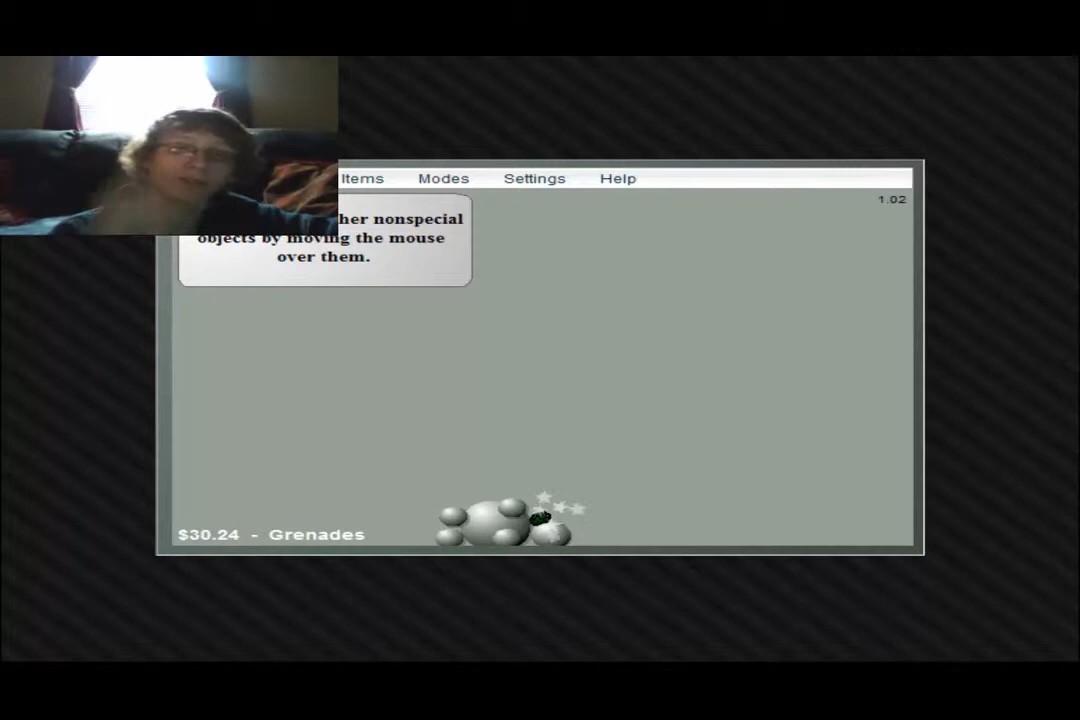 Items Modes Settings Help
1.02
her nonspecial
objects by moving the mouse
over them.
$30.24 - Grenades